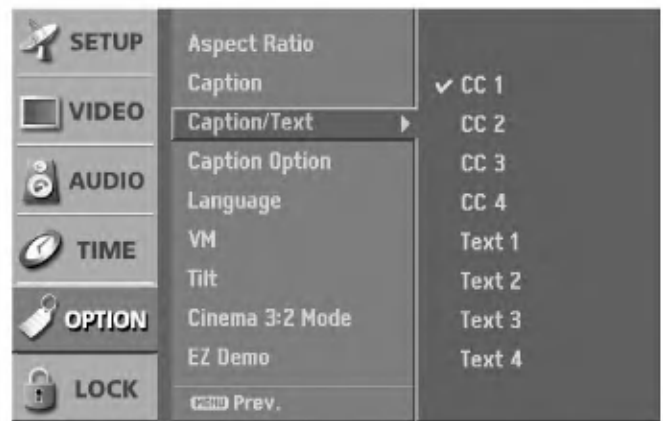 SETUP
VIDEO
AUDIO
TIME
OPTION
LOCK
Aspect Ratio
Caption
Caption/Text
Caption Option
Language
VM
Tilt
Cinema 3:2 Mode
EZ Demo
MENU Prev.
CC 1
CC 2
CC 3
CC 4
Text 1
Text 2
Text 3
Text 4